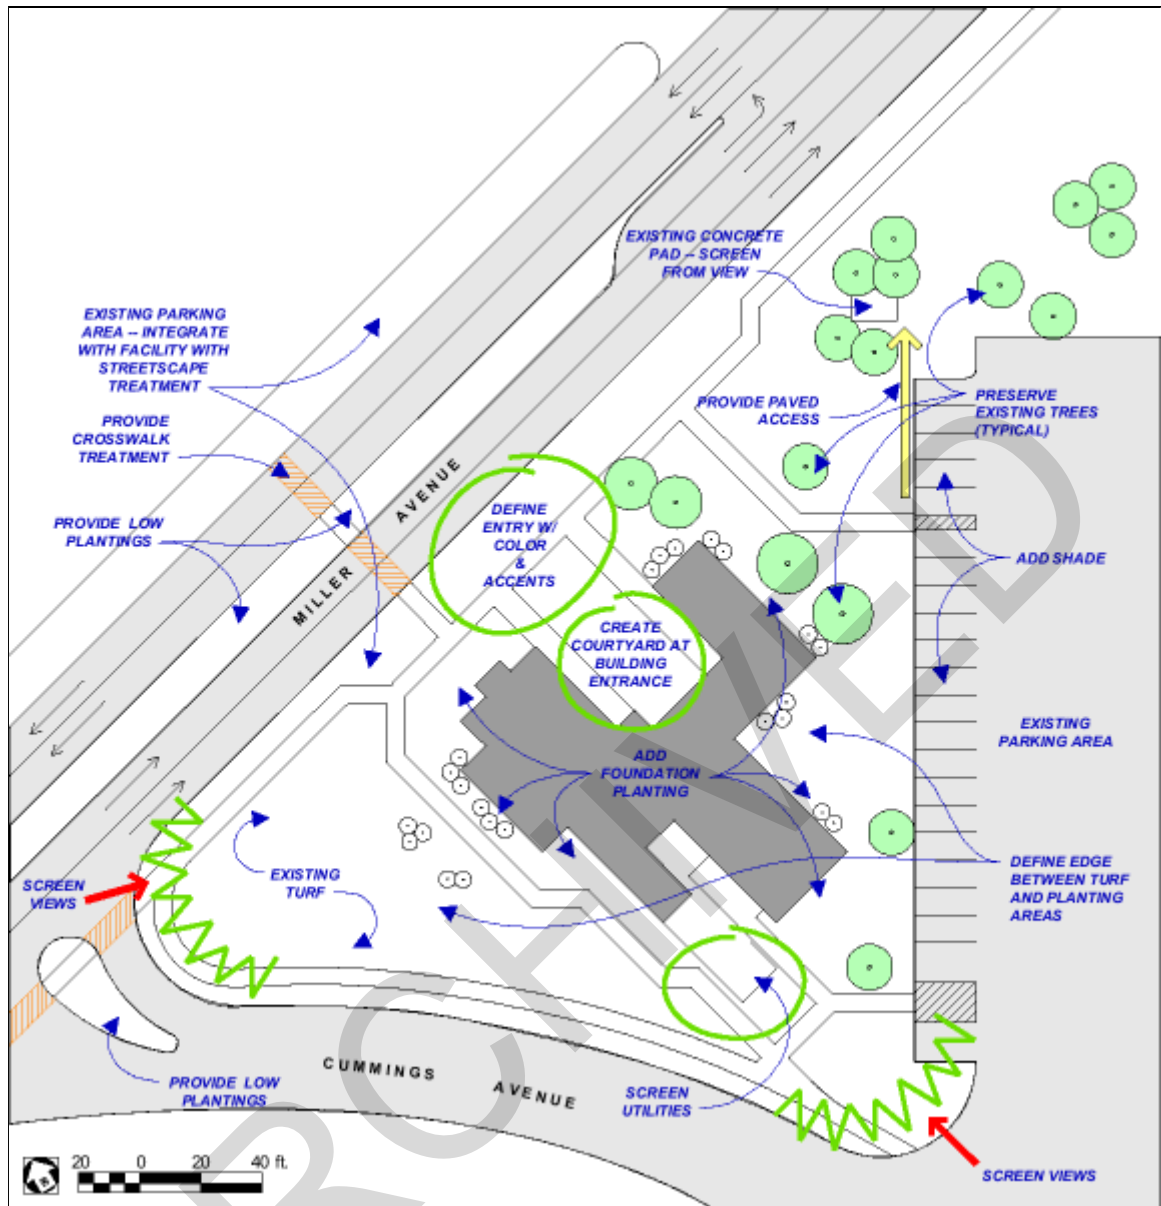 EXISTING CONCRETE
PAD -- SCREEN
FROM VIEW
EXISTING PARKING
AREA -- INTEGRATE
WITH FACILITY WITH
STREETSCAPE
TREATMENT
PROVIDE
CROSSWALK
TREATMENT
PROVIDE PAVED
ACCESS
PRESERVE
EXISTING TREES
(TYPICAL)
PROVIDE LOW
PLANTINGS
MILLER AVENUE
DEFINE
ENTRY W/
COLOR
&
ACCENTS
ADD SHADE
CREATE
COURTYARD AT
BUILDING
ENTRANCE
EXISTING
PARKING AREA
ADD
FOUNDATION
PLANTING
SCREEN
VIEWS
EXISTING
TURF
DEFINE EDGE
BETWEEN TURF
AND PLANTING
AREAS
PROVIDE LOW
PLANTINGS
CUMMINGS AVENUE
SCREEN
UTILITIES
SCREEN VIEWS
20 0 20 40 ft.
ARCHIVED